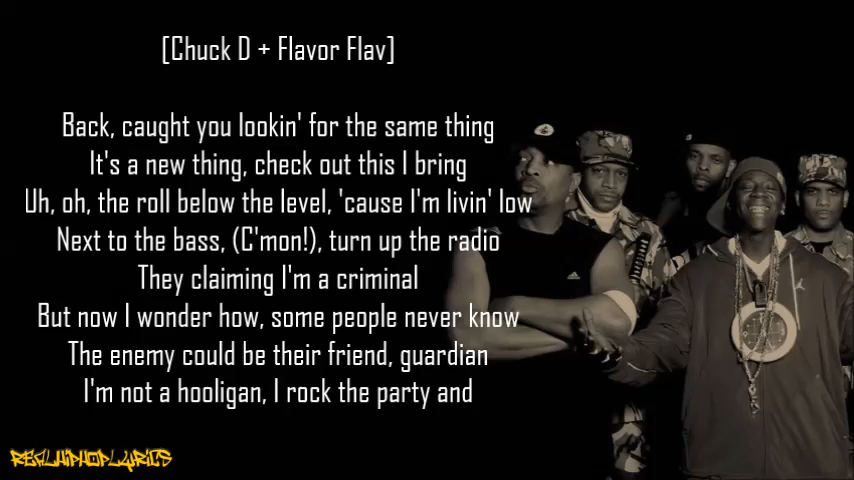 [Chuck D + Flavor Flav]
Back, caught you lookin' for the same thing
It's a new thing, check out this I bring
Uh, oh, the roll below the level, 'cause I'm livin' low
Next to the bass, (C'mon!), turn up the radio
They claiming I'm a criminal
But now I wonder how, some people never know
The enemy could be their friend, guardian
I'm not a hooligan, I rock the party and
REALHIPHOPLYRICS